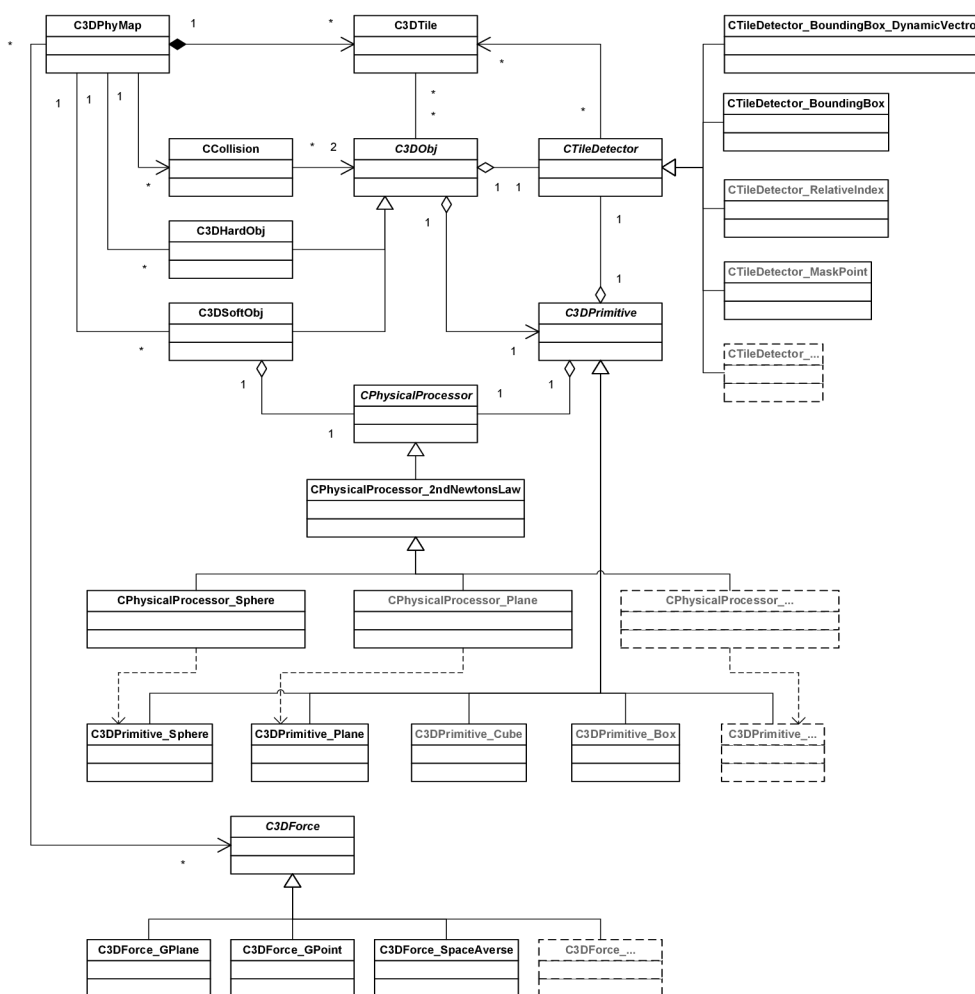 C3DPhyMap
1
*
C3DTile
CTileDetector_BoundingBox_DynamicVectro
*
*
*
*
CTileDetector_BoundingBox
1
1
1
*
*
CCollision
*
2
C3DObj
CTileDetector
*
1
1
CTileDetector_RelativeIndex
C3DHardObj
1
1
*
CTileDetector_MaskPoint
1
C3DSoftObj
C3DPrimitive
*
1
CTileDetector_...
1
1
1
CPhysicalProcessor
1
CPhysicalProcessor_2ndNewtonsLaw
CPhysicalProcessor_Sphere
CPhysicalProcessor_Plane
CPhysicalProcessor_...
C3DPrimitive_Sphere
C3DPrimitive_Plane
C3DPrimitive_Cube
C3DPrimitive_Box
C3DPrimitive_...
C3DForce
*
C3DForce_GPlane
C3DForce_GPoint
C3DForce_SpaceAverse
C3DForce_...